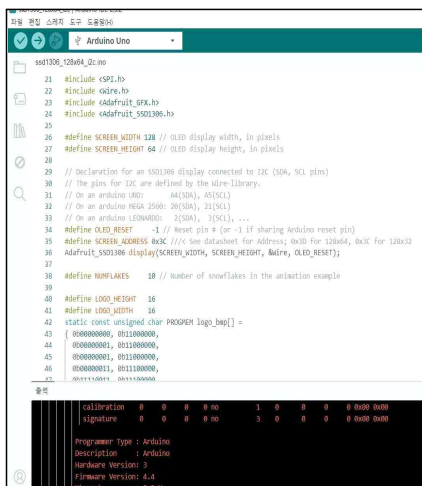 파일 편집 스케치 도구 도움말(H)
Arduino Uno
ssd1306_128x64_i2c.ino
21 #include <SPI.h>
22 #include <Wire.h>
23 #include <Adafruit_GFX.h>
24 #include <Adafruit_SSD1306.h>
25
26 #define SCREEN_WIDTH 128 // OLED display width, in pixels
27 #define SCREEN_HEIGHT 64 // OLED display height, in pixels
28
29 // Declaration for an SSD1306 display connected to I2C (SDA, SCL pins)
30 // The pins for I2C are defined by the Wire-library.
31 // On an arduino UNO: A4(SDA), A5(SCL)
32 // On an arduino MEGA 2560: 20(SDA), 21(SCL)
33 // On an arduino LEONARDO: 2(SDA), 3(SCL), ...
34 #define OLED_RESET -1 // Reset pin # (or -1 if sharing Arduino reset pin)
35 #define SCREEN_ADDRESS 0x3C ///< See datasheet for Address; 0x3D for 128x64, 0x3C for 128x32
36 Adafruit_SSD1306 display(SCREEN_WIDTH, SCREEN_HEIGHT, &Wire, OLED_RESET);
37
38 #define NUMFLAKES 10 // Number of snowflakes in the animation example
39
40 #define LOGO_HEIGHT 16
41 #define LOGO_WIDTH 16
42 static const unsigned char PROGMEM logo_bmp[] =
43 { 0b00000000, 0b11000000,
44 0b00000001, 0b11000000,
45 0b00000001, 0b11000000,
46 0b00000011, 0b11100000,
47 0b11110011, 0b11100000,
출력
calibration 0 0 0 0 no 1 0 0 0 0x00 0x00
signature 0 0 0 0 no 3 0 0 0 0x00 0x00
Programmer Type : Arduino
Description : Arduino
Hardware Version: 3
Firmware Version: 4.4